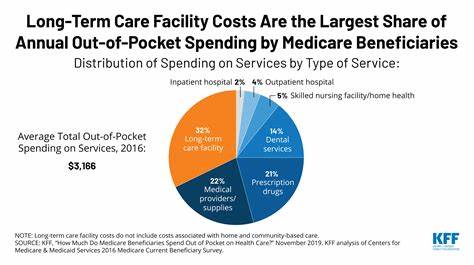 Long-Term Care Facility Costs Are the Largest Share of
Annual Out-of-Pocket Spending by Medicare Beneficiaries
Distribution of Spending on Services by Type of Service:
Inpatient hospital 2%
4% Outpatient hospital
5% Skilled nursing facility/home health
14%
Dental
services
21%
Prescription
drugs
22%
Medical
providers/
supplies
32%
Long-term
care facility
Average Total Out-of-Pocket
Spending on Services, 2016:
$3,166
NOTE: Long-term care facility costs do not include costs associated with home and community-based care.
SOURCE: KFF, "How Much Do Medicare Beneficiaries Spend Out of Pocket on Health Care?" November 2019. KFF analysis of Centers for
Medicare & Medicaid Services 2016 Medicare Current Beneficiary Survey.
KFF